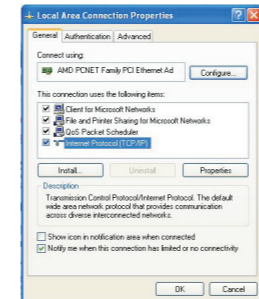 Local Area Connection Properties
General Authentication Advanced
Connect using:
AMD PCNET Family PCI Ethernet Ad
Configure...
This connection uses the following items:
Client for Microsoft Networks
File and Printer Sharing for Microsoft Networks
QoS Packet Scheduler
Internet Protocol (TCP/IP)
Install... Uninstall Properties
Description
Transmission Control Protocol/Internet Protocol. The default
wide area network protocol that provides communication
across diverse interconnected networks.
Show icon in notification area when connected
Notify me when this connection has limited or no connectivity
OK Cancel